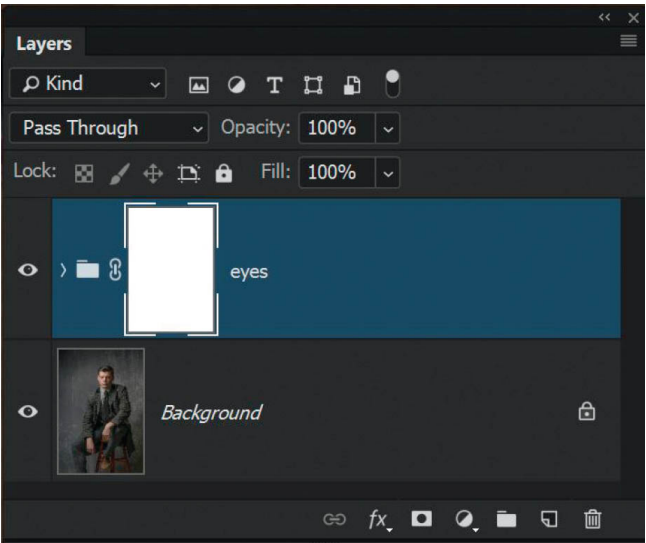 Layers
Kind
Pass Through Opacity: 100%
Lock: Fill: 100%
eyes
Background
fx